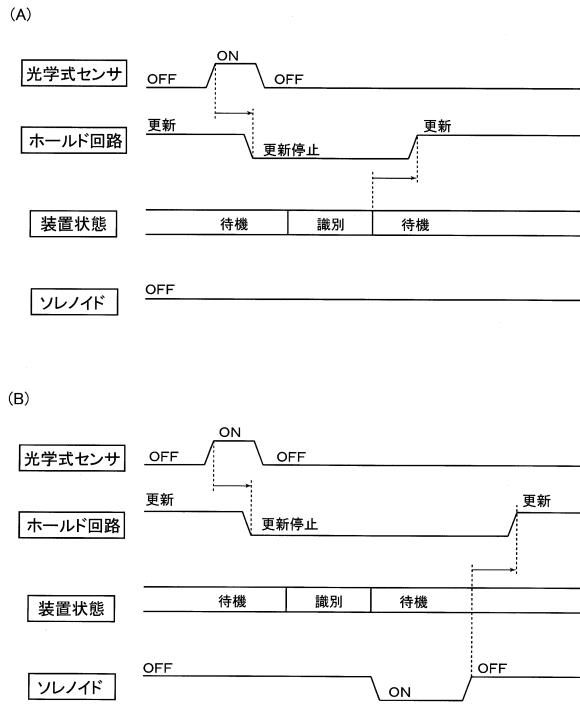 (A)
ON
光学式センサ OFF OFF
更新 更新
ホールド回路 更新停止
装置状態 待機 識別 待機
OFF
ソレノイド
(B)
ON
光学式センサ OFF OFF
更新 更新
ホールド回路 更新停止
装置状態 待機 識別 待機
OFF OFF
ソレノイド ON